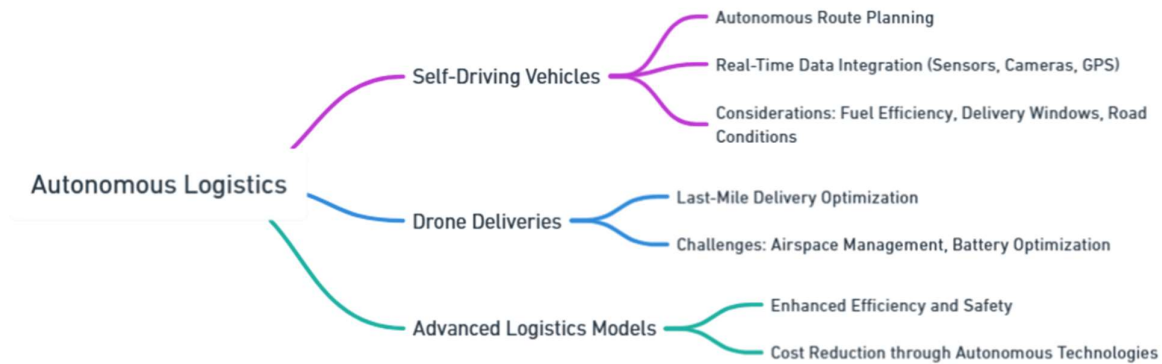 Autonomous Logistics
Self-Driving Vehicles
Autonomous Route Planning
Real-Time Data Integration (Sensors, Cameras, GPS)
Considerations: Fuel Efficiency, Delivery Windows, Road
Conditions
Drone Deliveries
Last-Mile Delivery Optimization
Challenges: Airspace Management, Battery Optimization
Advanced Logistics Models
Enhanced Efficiency and Safety
Cost Reduction through Autonomous Technologies